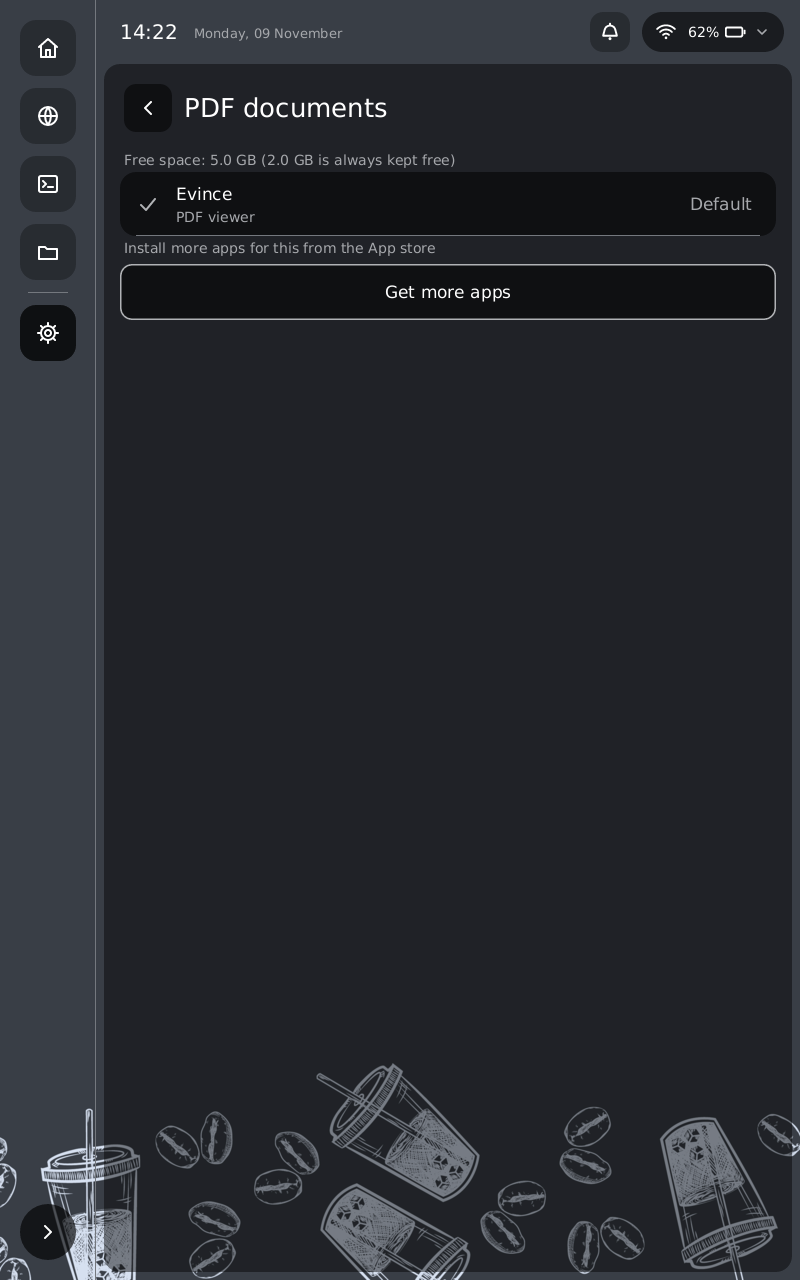 14:22 Monday, 09 November
62%
PDF documents
Free space: 5.0 GB (2.0 GB is always kept free)
Evince
PDF viewer
Default
Install more apps for this from the App store
Get more apps